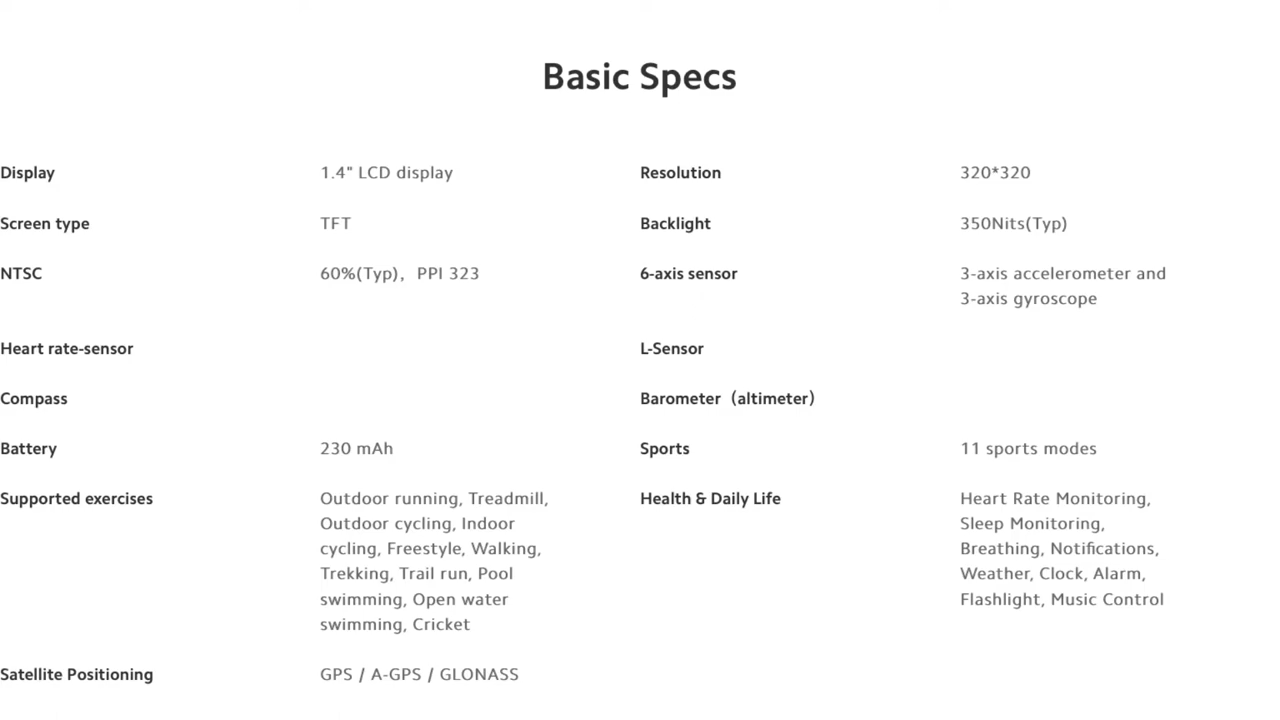 Basic Specs
Display 1.4" LCD display Resolution 320*320
Screen type TFT Backlight 350Nits(Typ)
NTSC 60%(Typ)，PPI 323 6-axis sensor 3-axis accelerometer and
3-axis gyroscope
Heart rate-sensor L-Sensor
Compass Barometer（altimeter）
Battery 230 mAh Sports 11 sports modes
Supported exercises Outdoor running, Treadmill, Health & Daily Life Heart Rate Monitoring,
Outdoor cycling, Indoor Sleep Monitoring,
cycling, Freestyle, Walking, Breathing, Notifications,
Trekking, Trail run, Pool Weather, Clock, Alarm,
swimming, Open water Flashlight, Music Control
swimming, Cricket
Satellite Positioning GPS / A-GPS / GLONASS